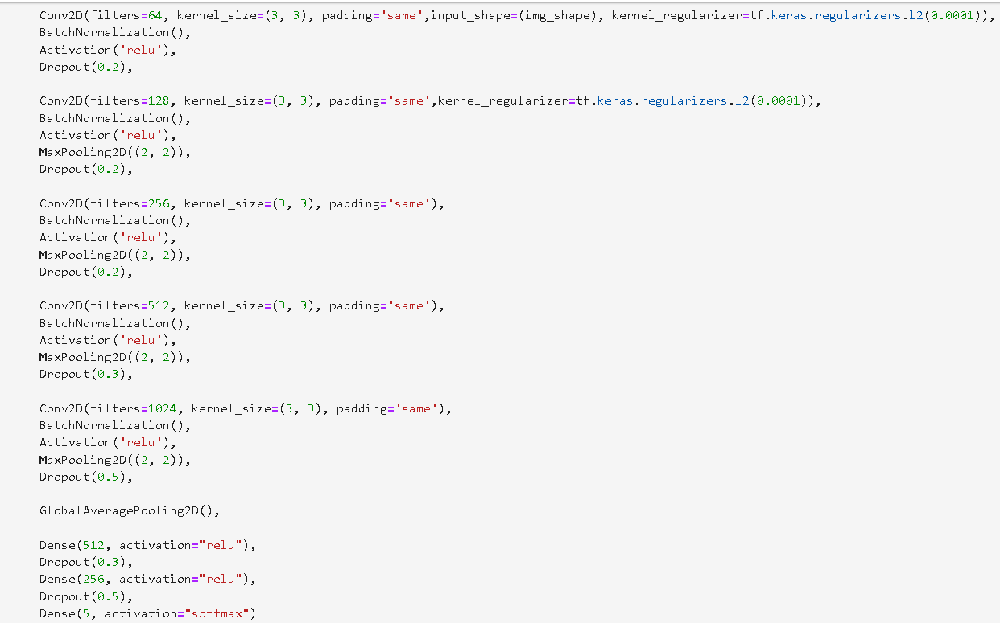 Conv2D(filters=64, kernel_size=(3, 3), padding='same',input_shape=(img_shape), kernel_regularizer=tf.keras.regularizers.l2(0.0001)),
BatchNormalization(),
Activation('relu'),
Dropout(0.2),
Conv2D(filters=128, kernel_size=(3, 3), padding='same',kernel_regularizer=tf.keras.regularizers.l2(0.0001)),
BatchNormalization(),
Activation('relu'),
MaxPooling2D((2, 2)),
Dropout(0.2),
Conv2D(filters=256, kernel_size=(3, 3), padding='same'),
BatchNormalization(),
Activation('relu'),
MaxPooling2D((2, 2)),
Dropout(0.2),
Conv2D(filters=512, kernel_size=(3, 3), padding='same'),
BatchNormalization(),
Activation('relu'),
MaxPooling2D((2, 2)),
Dropout(0.3),
Conv2D(filters=1024, kernel_size=(3, 3), padding='same'),
BatchNormalization(),
Activation('relu'),
MaxPooling2D((2, 2)),
Dropout(0.5),
GlobalAveragePooling2D(),
Dense(512, activation="relu"),
Dropout(0.3),
Dense(256, activation="relu"),
Dropout(0.5),
Dense(5, activation="softmax")